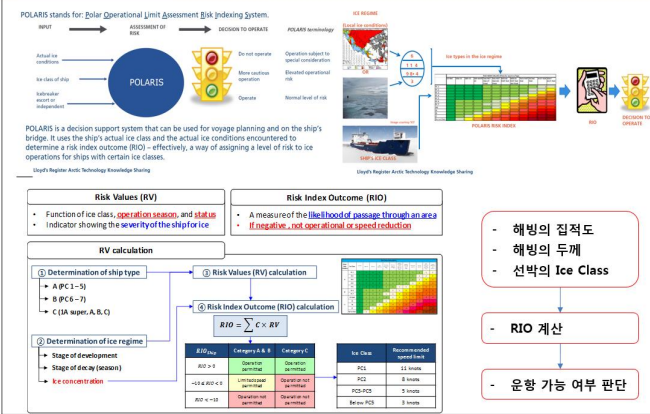 POLARIS stands for: Polar Operational Limit Assessment Risk Indexing System.
INPUT
ASSESSMENT OF
RISK
DECISION TO OPERATE
POLARIS terminology
Actual ice
conditions
Ice class of ship
Icebreaker
escort or
independent
POLARIS
Do not operate
More cautious
operation
Operate
Operation subject to
special consideration
Elevated operational
risk
Normal level of risk
POLARIS is a decision support system that can be used for voyage planning and on the ship's
bridge. It uses the ship's actual ice class and the actual ice conditions encountered to
determine a risk index outcome (RIO) – effectively, a way of assigning a level of risk to ice
operations for ships with certain ice classes.
Lloyd's Register Arctic Technology Knowledge Sharing
ICE REGIME
(Local ice conditions)
OR
SHIP's ICE CLASS
Ice types in the ice regime
POLARIS RISK INDEX
RIO
DECISION TO
OPERATE
Lloyd's Register Arctic Technology Knowledge Sharing
Risk Values (RV)
• Function of ice class, operation season, and status
• Indicator showing the severity of the ship for ice
Risk Index Outcome (RIO)
• A measure of the likelihood of passage through an area
• If negative, not operational or speed reduction
RV calculation
① Determination of ship type
A (PC 1 – 5)
B (PC 6 – 7)
C (1A super, A, B, C)
② Determination of ice regime
Stage of development
Stage of decay (season)
Ice concentration
③ Risk Values (RV) calculation
④ Risk Index Outcome (RIO) calculation
RIO = ∑ C × RV
Category A & B
Category C
RIO > 0
Operation
permitted
Operation
permitted
−10 ≤ RIO < 0
Limited speed
permitted
Operation not
permitted
RIO < −10
Operation not
permitted
Operation not
permitted
Ice Class
Recommended
speed limit
PC1
11 knots
PC2
8 knots
PC3-PC5
5 knots
Below PC5
3 knots
- 해빙의 집적도
- 해빙의 두께
- 선박의 Ice Class
- RIO 계산
- 운항 가능 여부 판단